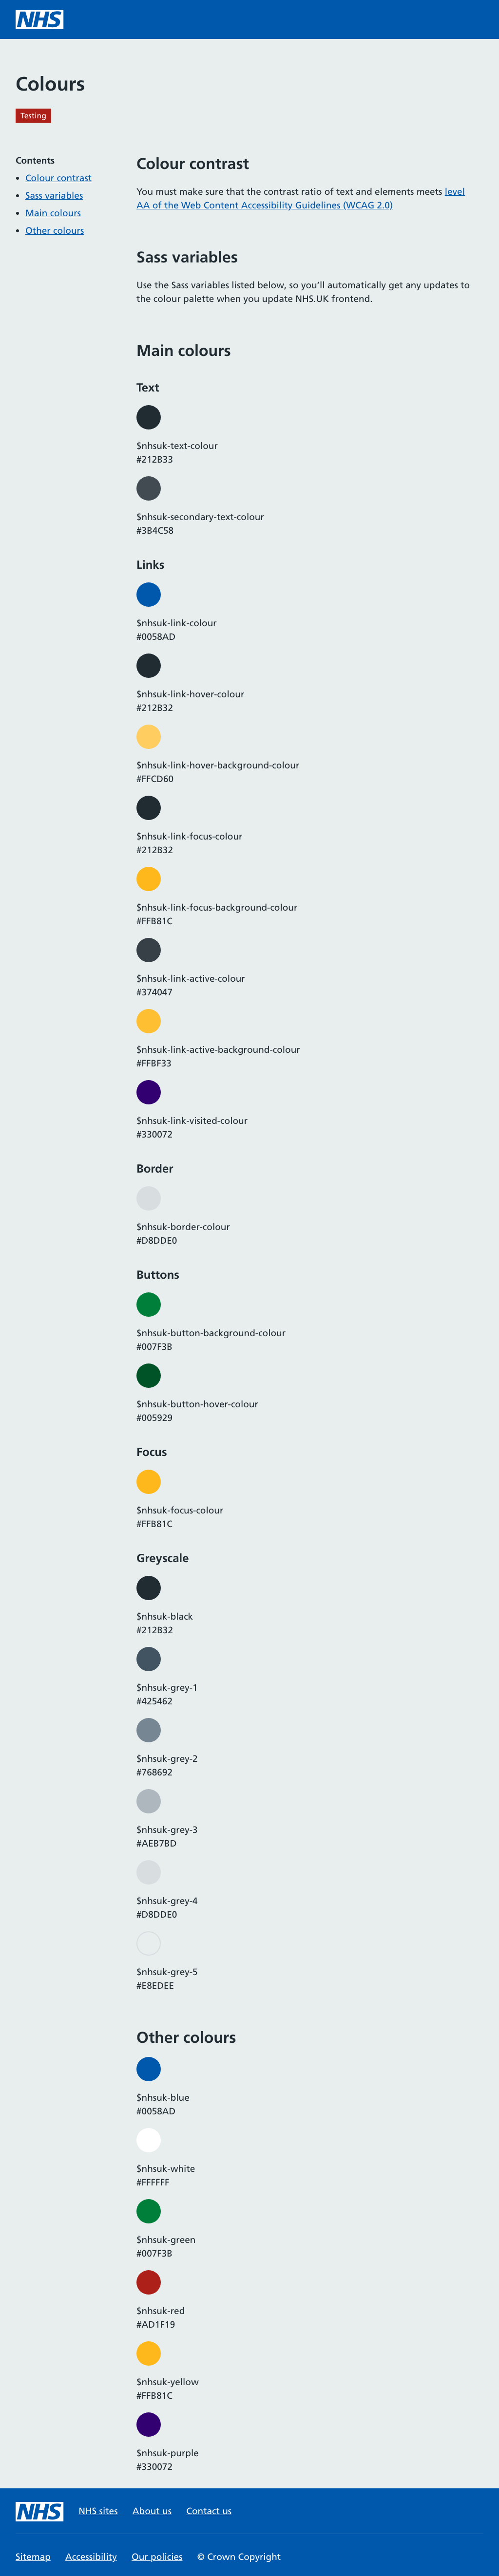 NHS
Colours
Testing
Contents
Colour contrast
Sass variables
Main colours
Other colours
Colour contrast
You must make sure that the contrast ratio of text and elements meets level
AA of the Web Content Accessibility Guidelines (WCAG 2.0)
Sass variables
Use the Sass variables listed below, so you’ll automatically get any updates to
the colour palette when you update NHS.UK frontend.
Main colours
Text
$nhsuk-text-colour
#212B33
$nhsuk-secondary-text-colour
#3B4C58
Links
$nhsuk-link-colour
#0058AD
$nhsuk-link-hover-colour
#212B32
$nhsuk-link-hover-background-colour
#FFCD60
$nhsuk-link-focus-colour
#212B32
$nhsuk-link-focus-background-colour
#FFB81C
$nhsuk-link-active-colour
#374047
$nhsuk-link-active-background-colour
#FFBF33
$nhsuk-link-visited-colour
#330072
Border
$nhsuk-border-colour
#D8DDE0
Buttons
$nhsuk-button-background-colour
#007F3B
$nhsuk-button-hover-colour
#005929
Focus
$nhsuk-focus-colour
#FFB81C
Greyscale
$nhsuk-black
#212B32
$nhsuk-grey-1
#425462
$nhsuk-grey-2
#768692
$nhsuk-grey-3
#AEB7BD
$nhsuk-grey-4
#D8DDE0
$nhsuk-grey-5
#E8EDEE
Other colours
$nhsuk-blue
#0058AD
$nhsuk-white
#FFFFFF
$nhsuk-green
#007F3B
$nhsuk-red
#AD1F19
$nhsuk-yellow
#FFB81C
$nhsuk-purple
#330072
NHS NHS sites About us Contact us
Sitemap Accessibility Our policies © Crown Copyright